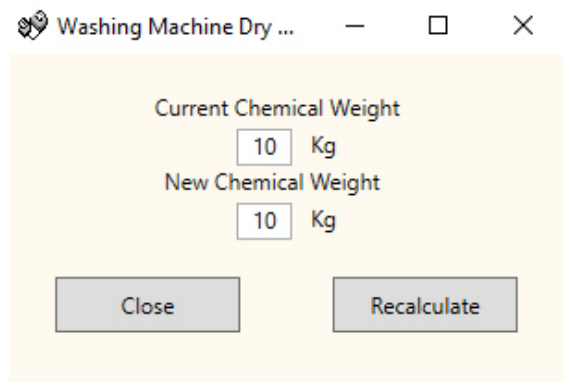 Washing Machine Dry ...
Current Chemical Weight
10 Kg
New Chemical Weight
10 Kg
Close Recalculate